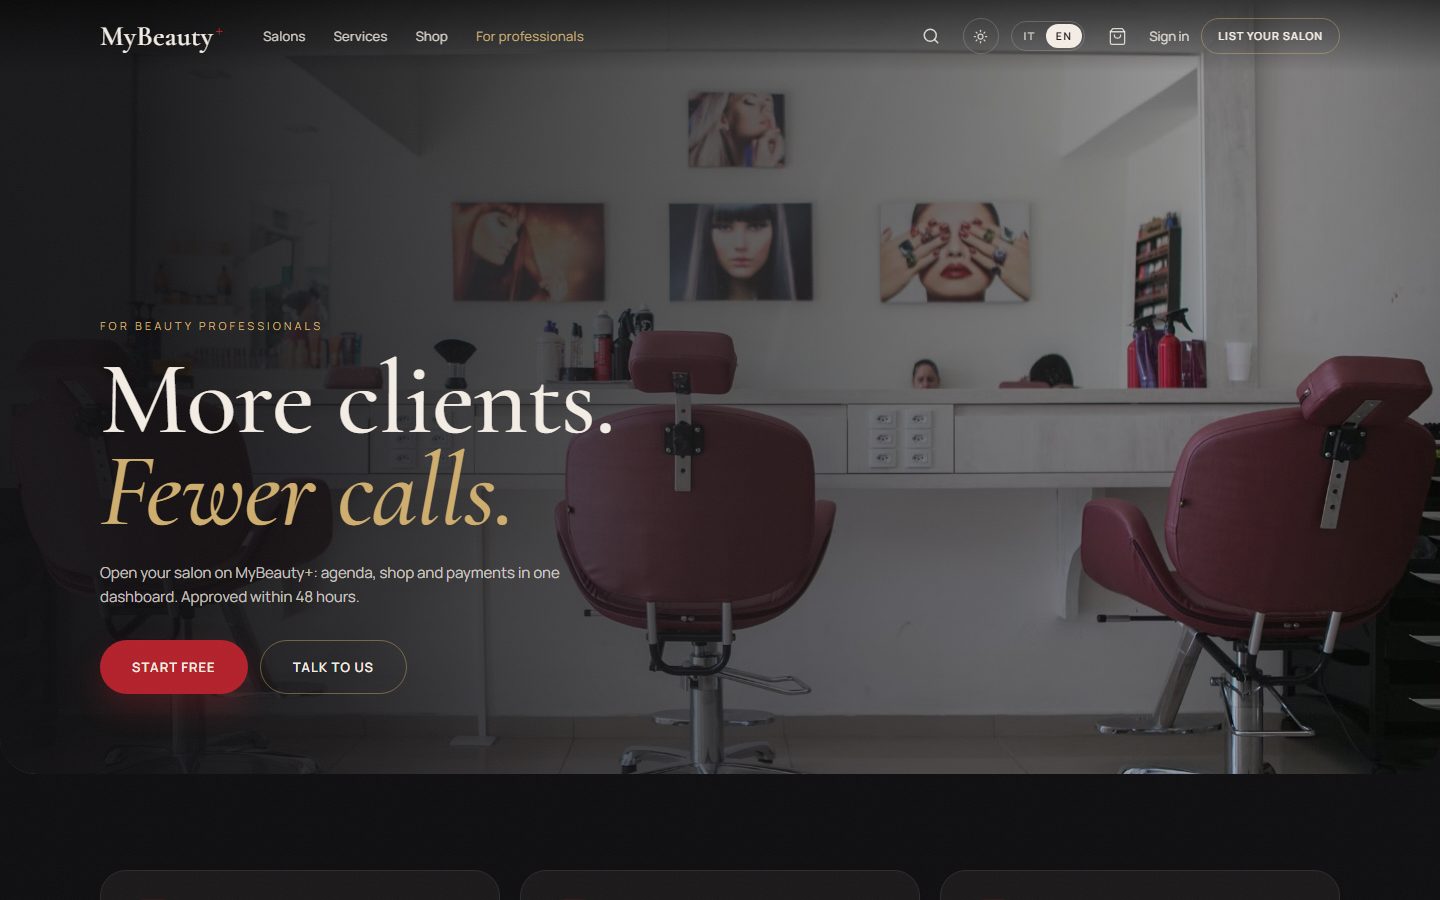 MyBeauty+
Salons
Services
Shop
For professionals
IT
EN
Sign in
LIST YOUR SALON
FOR BEAUTY PROFESSIONALS
More clients.
Fewer calls.
Open your salon on MyBeauty+: agenda, shop and payments in one
dashboard. Approved within 48 hours.
START FREE
TALK TO US